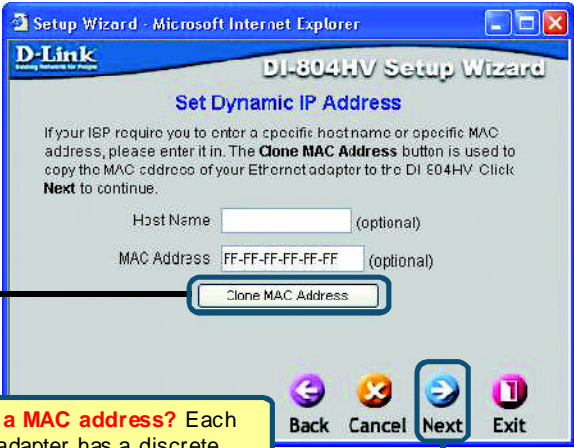 Setup Wizard - Microsoft Internet Explorer
D-Link
Building Networks for People
DI-804HV Setup Wizard
Set Dynamic IP Address
If your ISP require you to enter a specific host name or specific MAC
address, please enter it in. The Clone MAC Address button is used to
copy the MAC address of your Ethernet adapter to the DI-804HV. Click
Next to continue.
Host Name (optional)
MAC Address FF-FF-FF-FF-FF-FF (optional)
Clone MAC Address
Back Cancel Next Exit
a MAC address? Each
adapter has a discrete